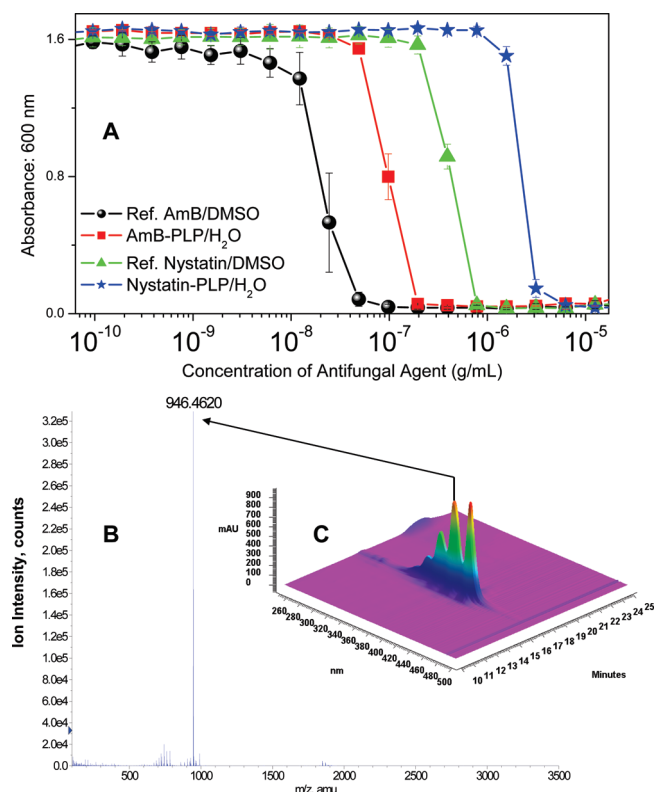 1.6
A
0.8
Absorbance: 600 nm
Ref. AmB/DMSO
AmB-PLP/H₂O
Ref. Nystatin/DMSO
Nystatin-PLP/H₂O
0.0
10⁻¹⁰ 10⁻⁹ 10⁻⁸ 10⁻⁷ 10⁻⁶ 10⁻⁵
Concentration of Antifungal Agent (g/mL)
946.4620
3.2e5
3.0e5
2.8e5
2.6e5
2.4e5
2.2e5
2.0e5
1.8e5
1.6e5
1.4e5
1.2e5
1.0e5
8.0e4
6.0e4
4.0e4
2.0e4
0.0
Ion Intensity, counts
B
C
900
800
700
600
500
400
300
200
100
0
mAU
260 280 300 320 340 360 380 400 420 440 460 480 500
nm
10 11 12 13 14 15 16 17 18 19 20 21 22 23 24 25
Minutes
500 1000 1500 2000 2500 3000 3500
m/z, amu